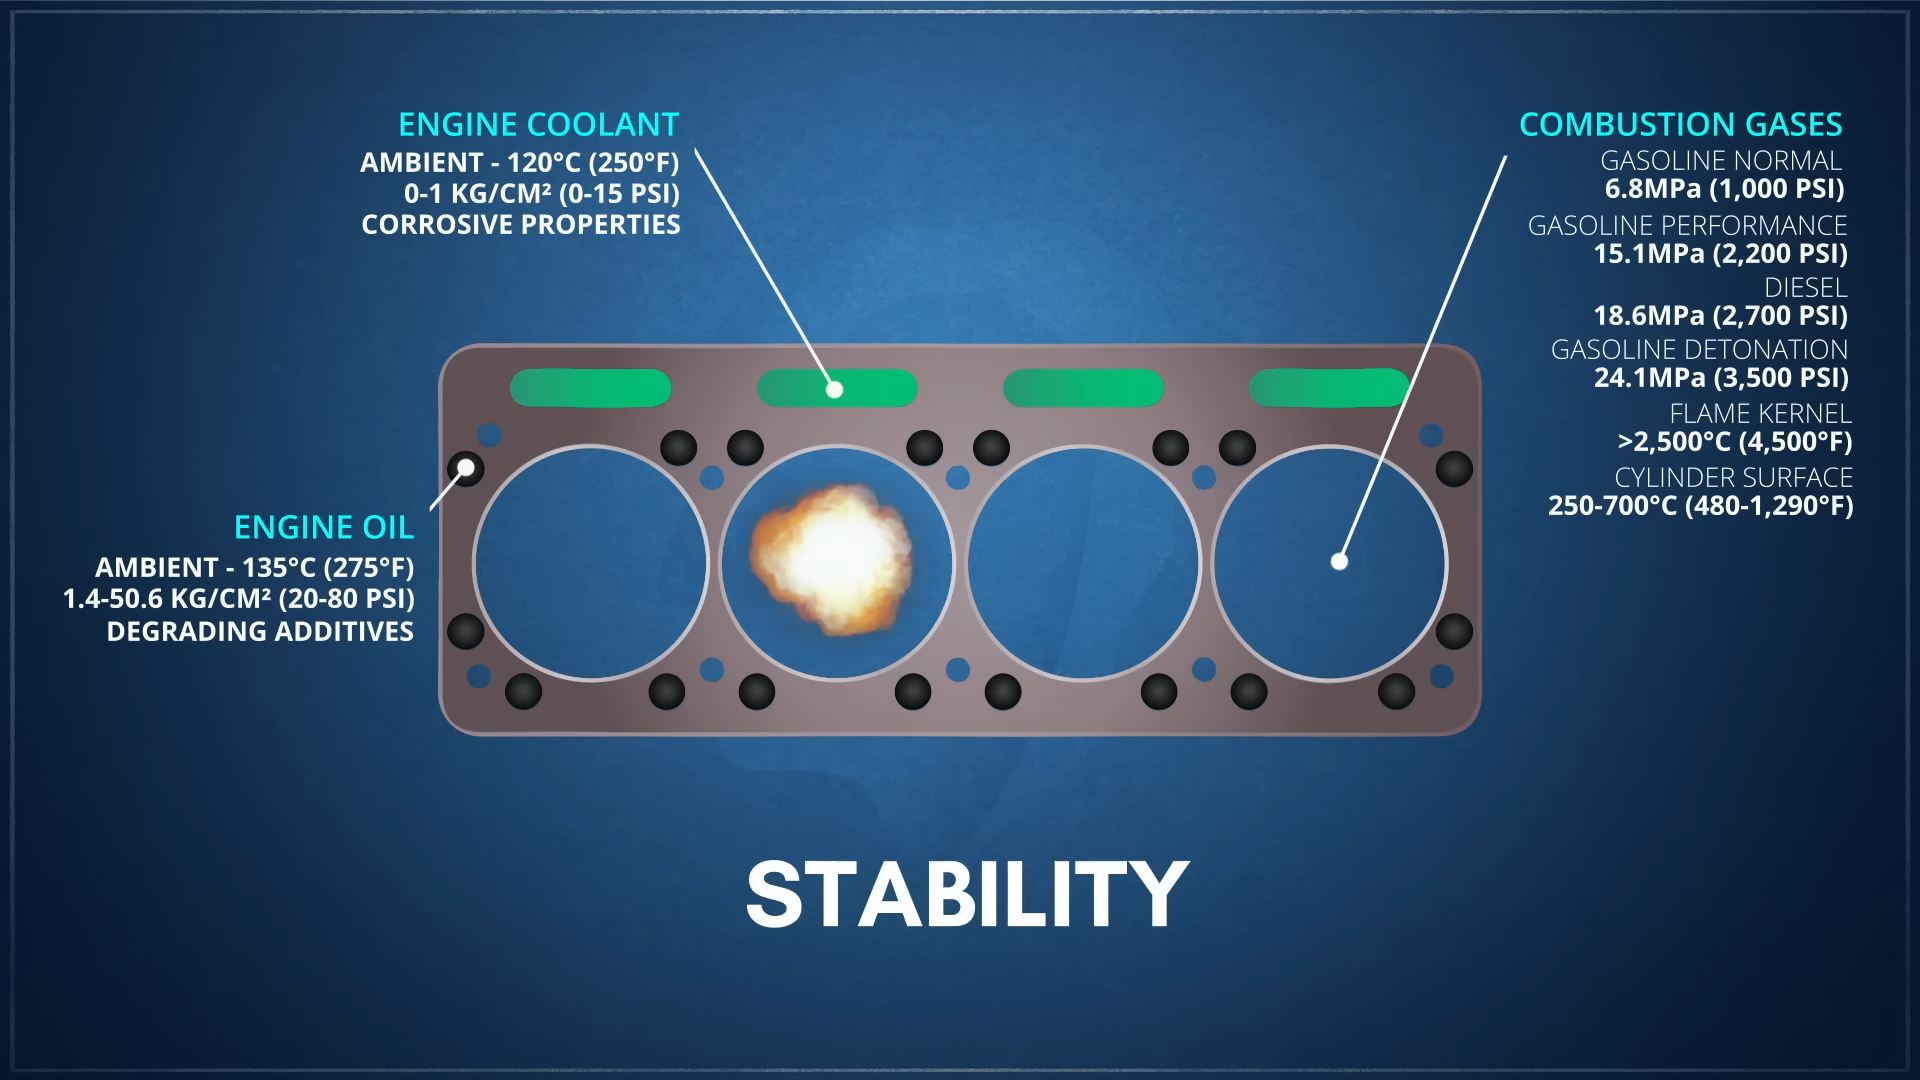 ENGINE COOLANT
AMBIENT - 120°C (250°F)
0-1 KG/CM² (0-15 PSI)
CORROSIVE PROPERTIES
COMBUSTION GASES
GASOLINE NORMAL
6.8MPa (1,000 PSI)
GASOLINE PERFORMANCE
15.1MPa (2,200 PSI)
DIESEL
18.6MPa (2,700 PSI)
GASOLINE DETONATION
24.1MPa (3,500 PSI)
FLAME KERNEL
>2,500°C (4,500°F)
CYLINDER SURFACE
250-700°C (480-1,290°F)
ENGINE OIL
AMBIENT - 135°C (275°F)
1.4-50.6 KG/CM² (20-80 PSI)
DEGRADING ADDITIVES
STABILITY